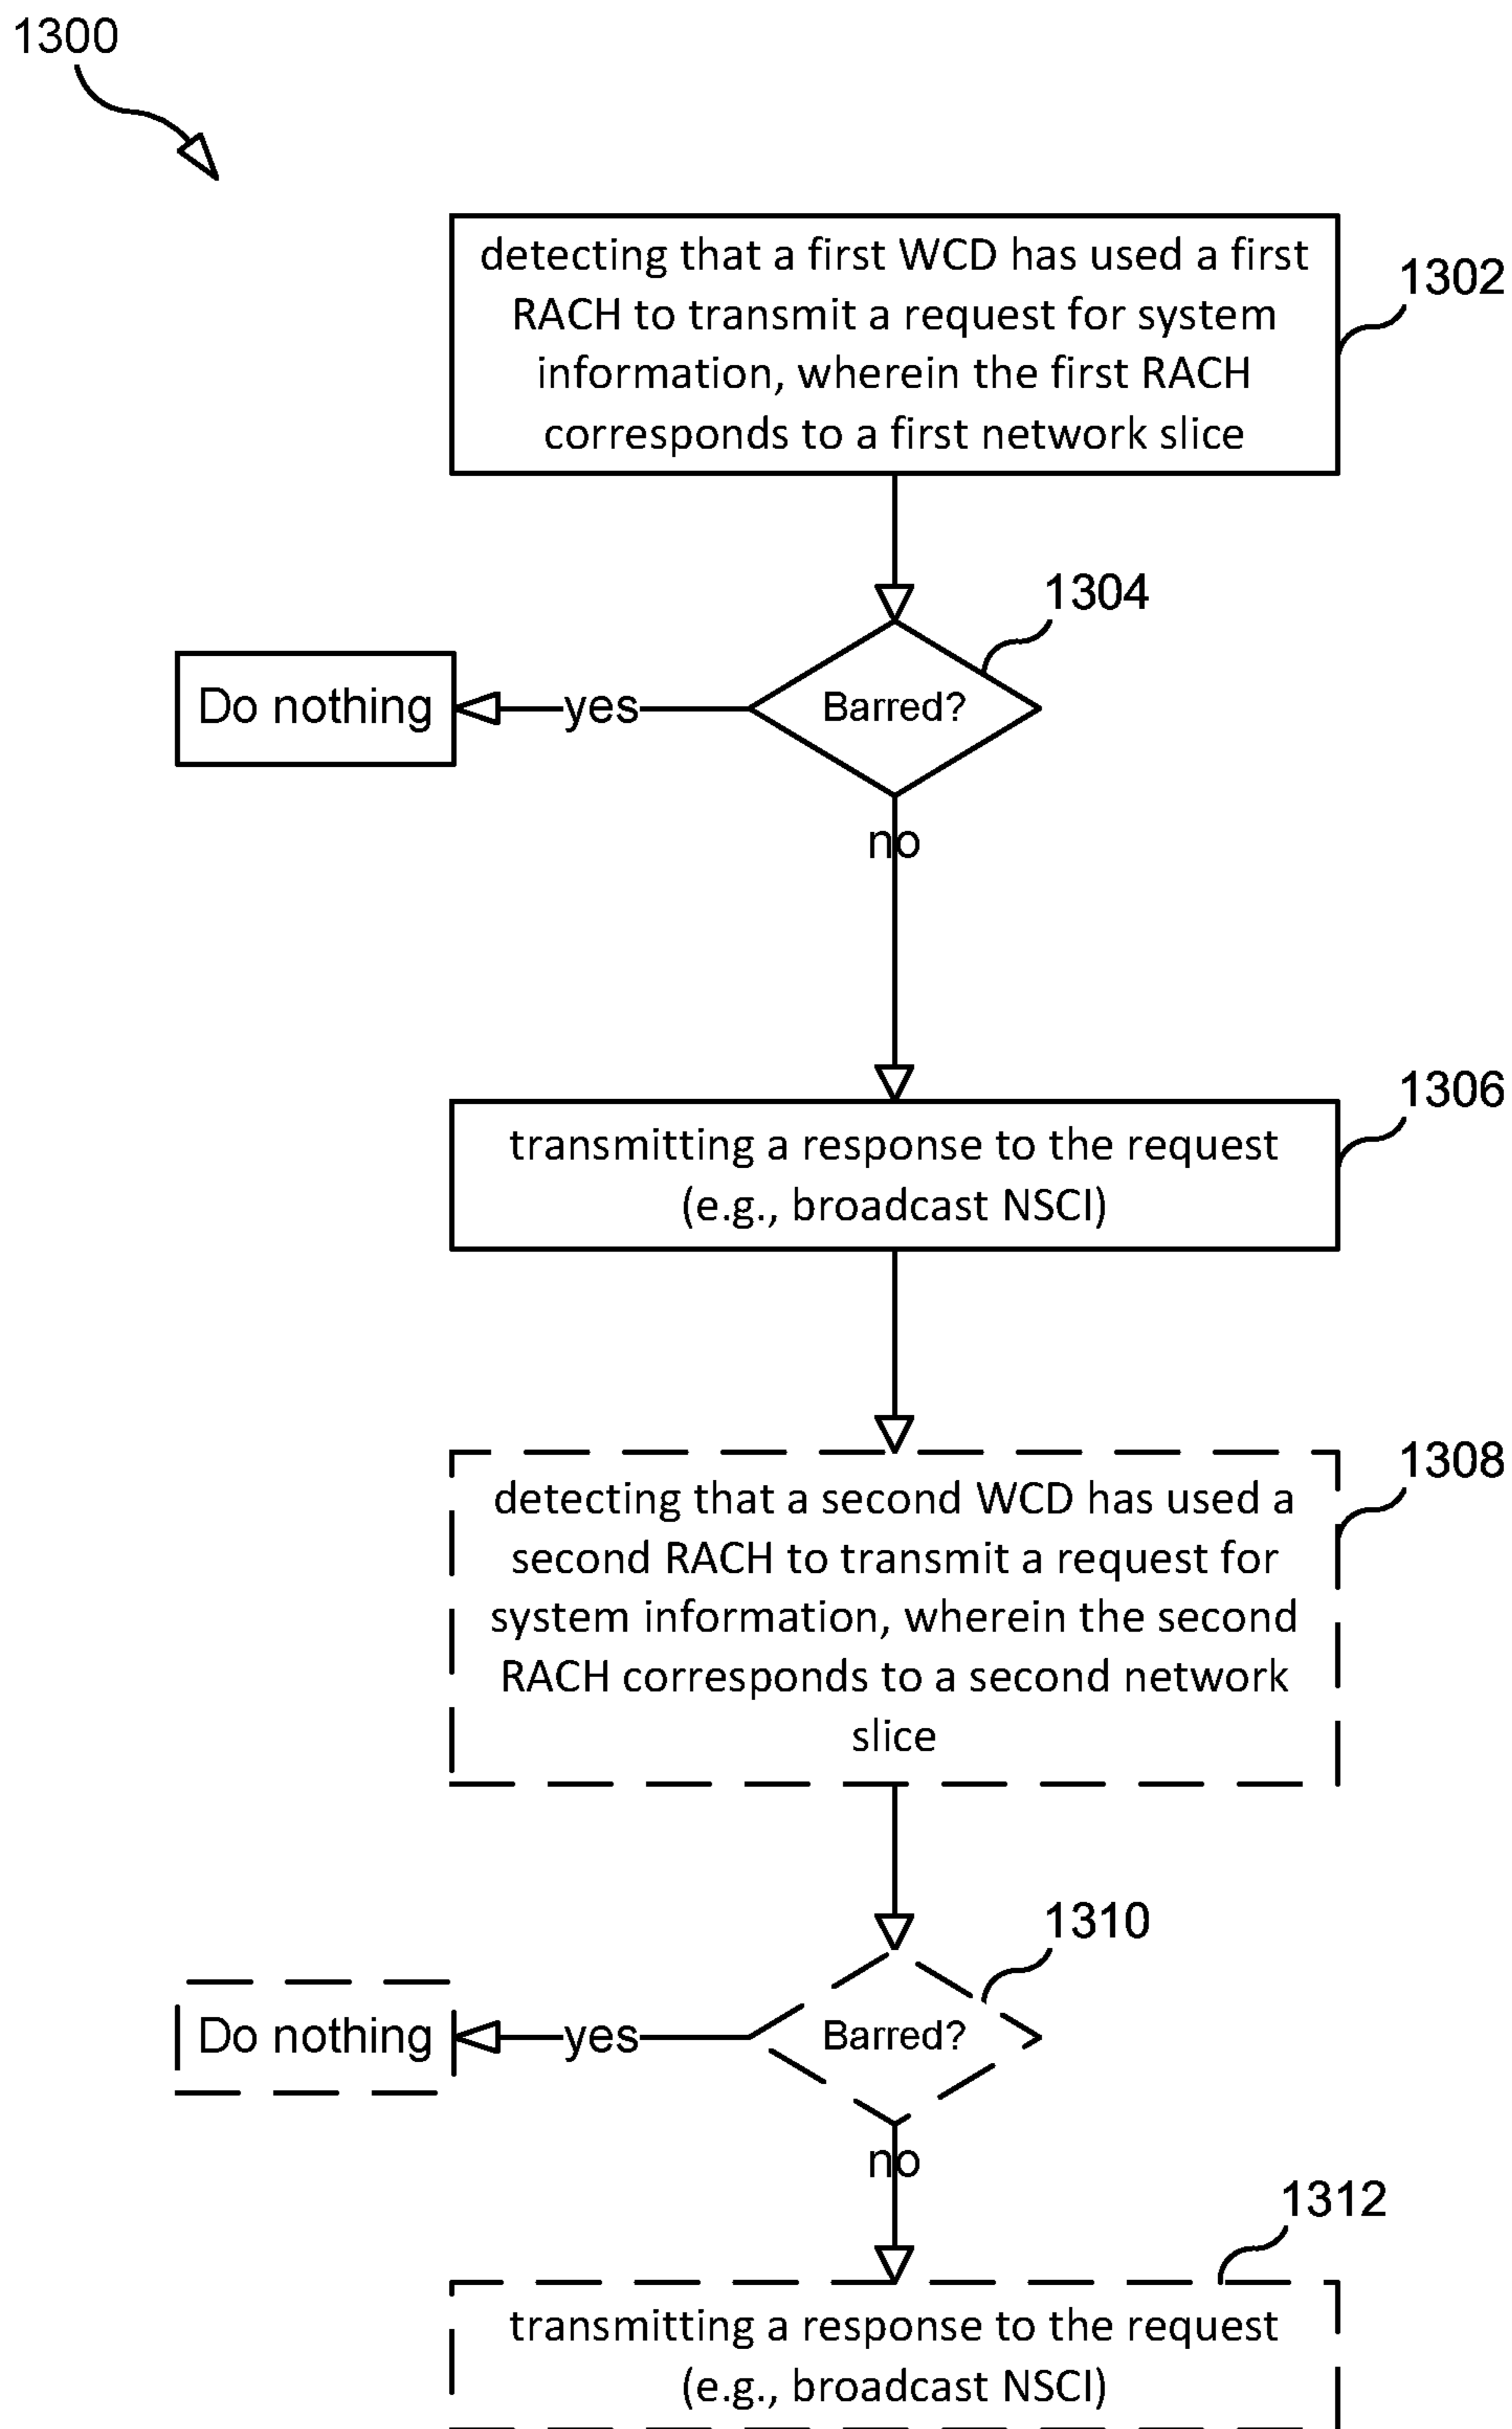 1300
detecting that a first WCD has used a first
RACH to transmit a request for system
information, wherein the first RACH
corresponds to a first network slice
1302
1304
Do nothing
yes
Barred?
no
1306
transmitting a response to the request
(e.g., broadcast NSCI)
1308
detecting that a second WCD has used a
second RACH to transmit a request for
system information, wherein the second
RACH corresponds to a second network
slice
1310
Do nothing
yes
Barred?
no
1312
transmitting a response to the request
(e.g., broadcast NSCI)